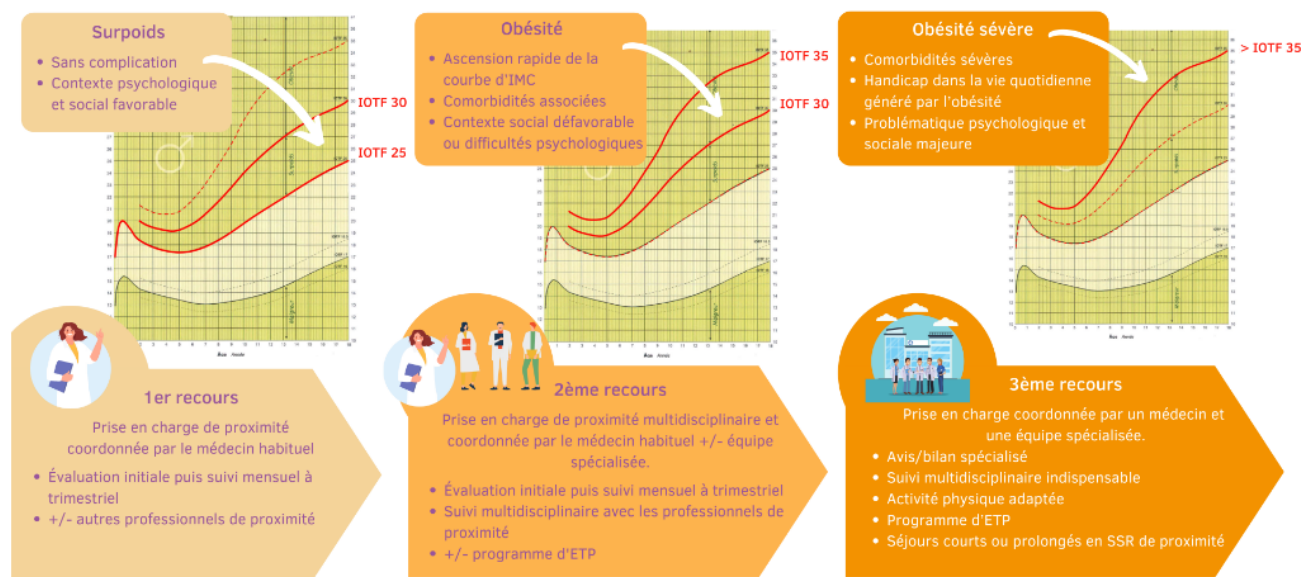 Surpoids
• Sans complication
• Contexte psychologique
et social favorable
IOTF 30
IOTF 25
1er recours
Prise en charge de proximité
coordonnée par le médecin habituel
• Évaluation initiale puis suivi mensuel à
trimestriel
• +/- autres professionnels de proximité
Obésité
• Ascension rapide de la
courbe d'IMC
• Comorbidités associées
• Contexte social défavorable
ou difficultés psychologiques
IOTF 35
IOTF 30
2ème recours
Prise en charge de proximité multidisciplinaire et
coordonnée par le médecin habituel +/- équipe
spécialisée.
• Évaluation initiale puis suivi mensuel à trimestriel
• Suivi multidisciplinaire avec les professionnels de
proximité
• +/- programme d'ETP
Obésité sévère
• Comorbidités sévères
• Handicap dans la vie quotidienne
généré par l'obésité
• Problématique psychologique et
sociale majeure
> IOTF 35
3ème recours
Prise en charge coordonnée par un médecin et
une équipe spécialisée.
• Avis/bilan spécialisé
• Suivi multidisciplinaire indispensable
• Activité physique adaptée
• Programme d'ETP
• Séjours courts ou prolongés en SSR de proximité